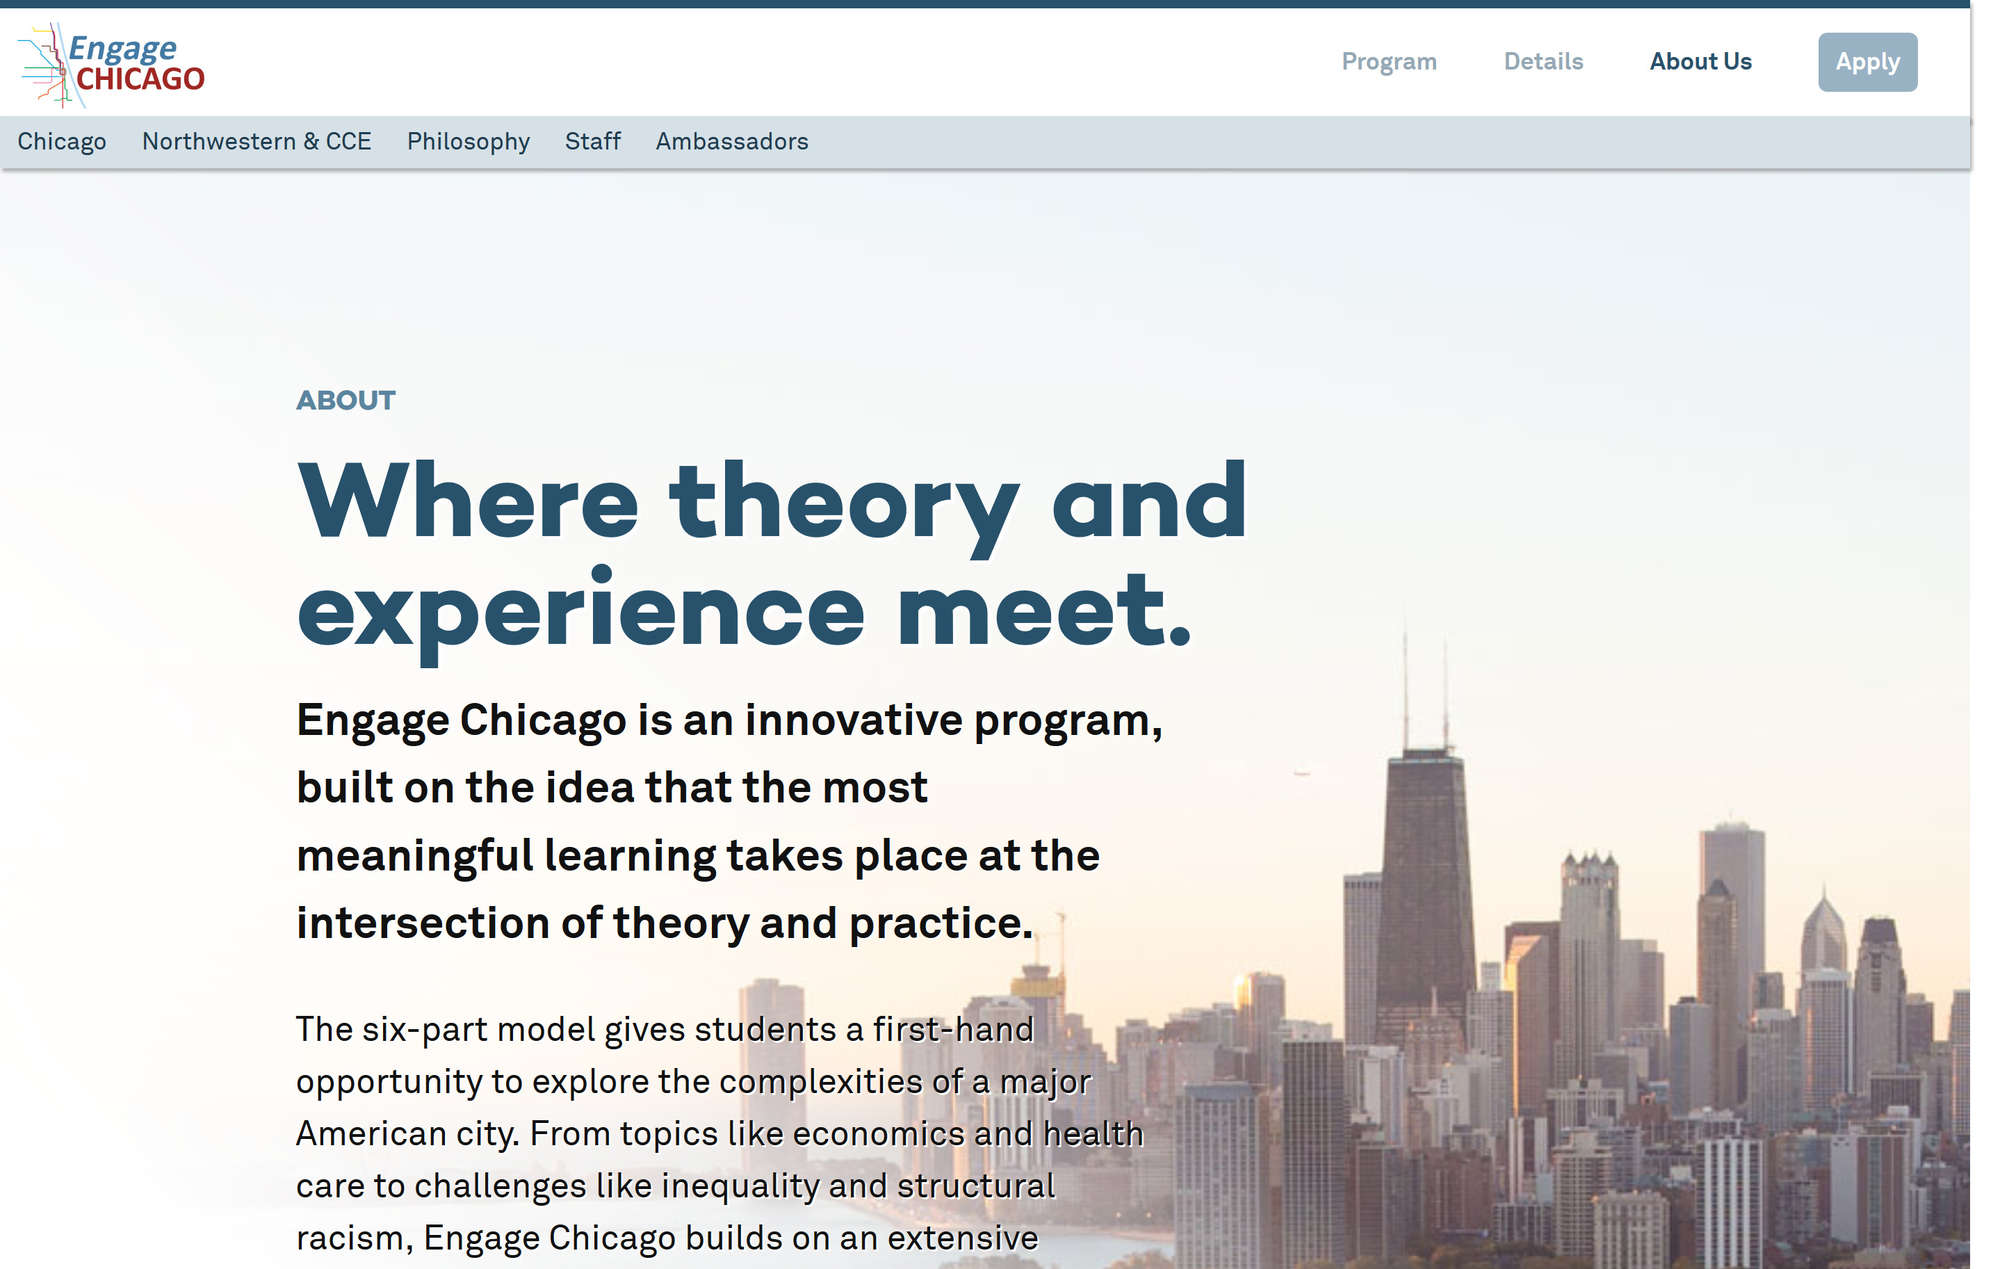 Engage
CHICAGO
Program Details About Us Apply
Chicago Northwestern & CCE Philosophy Staff Ambassadors
ABOUT
Where theory and
experience meet.
Engage Chicago is an innovative program,
built on the idea that the most
meaningful learning takes place at the
intersection of theory and practice.
The six-part model gives students a first-hand
opportunity to explore the complexities of a major
American city. From topics like economics and health
care to challenges like inequality and structural
racism, Engage Chicago builds on an extensive